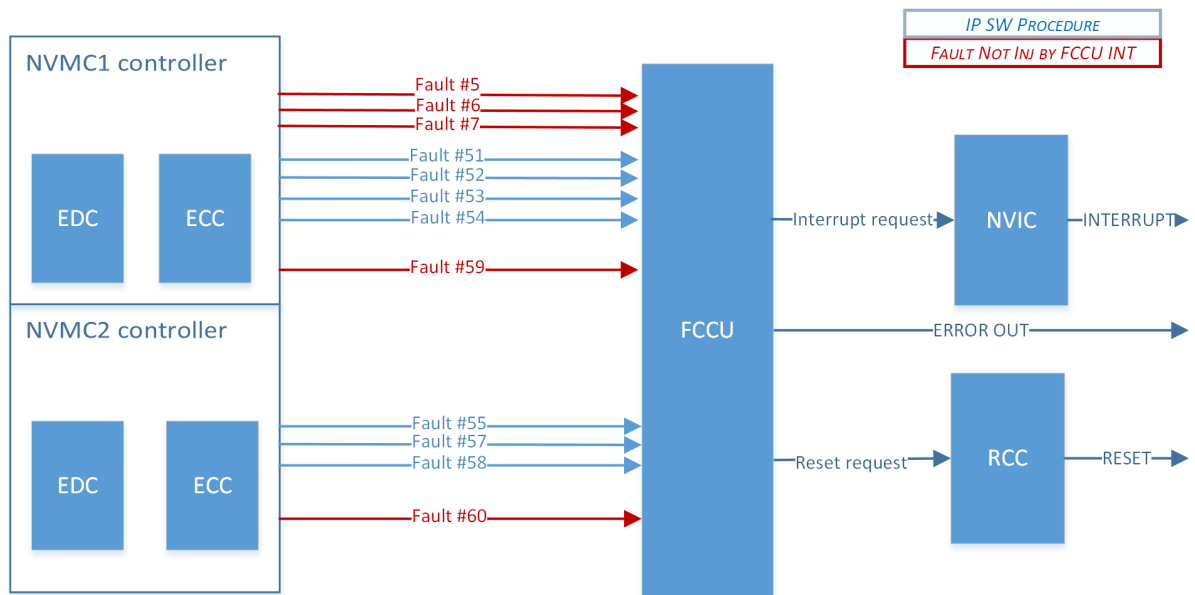 IP SW PROCEDURE
FAULT NOT INJ BY FCCU INT
NVMC1 controller
EDC
ECC
Fault #5
Fault #6
Fault #7
Fault #51
Fault #52
Fault #53
Fault #54
Fault #59
NVMC2 controller
EDC
ECC
Fault #55
Fault #57
Fault #58
Fault #60
FCCU
Interrupt request
NVIC
INTERRUPT
ERROR OUT
Reset request
RCC
RESET